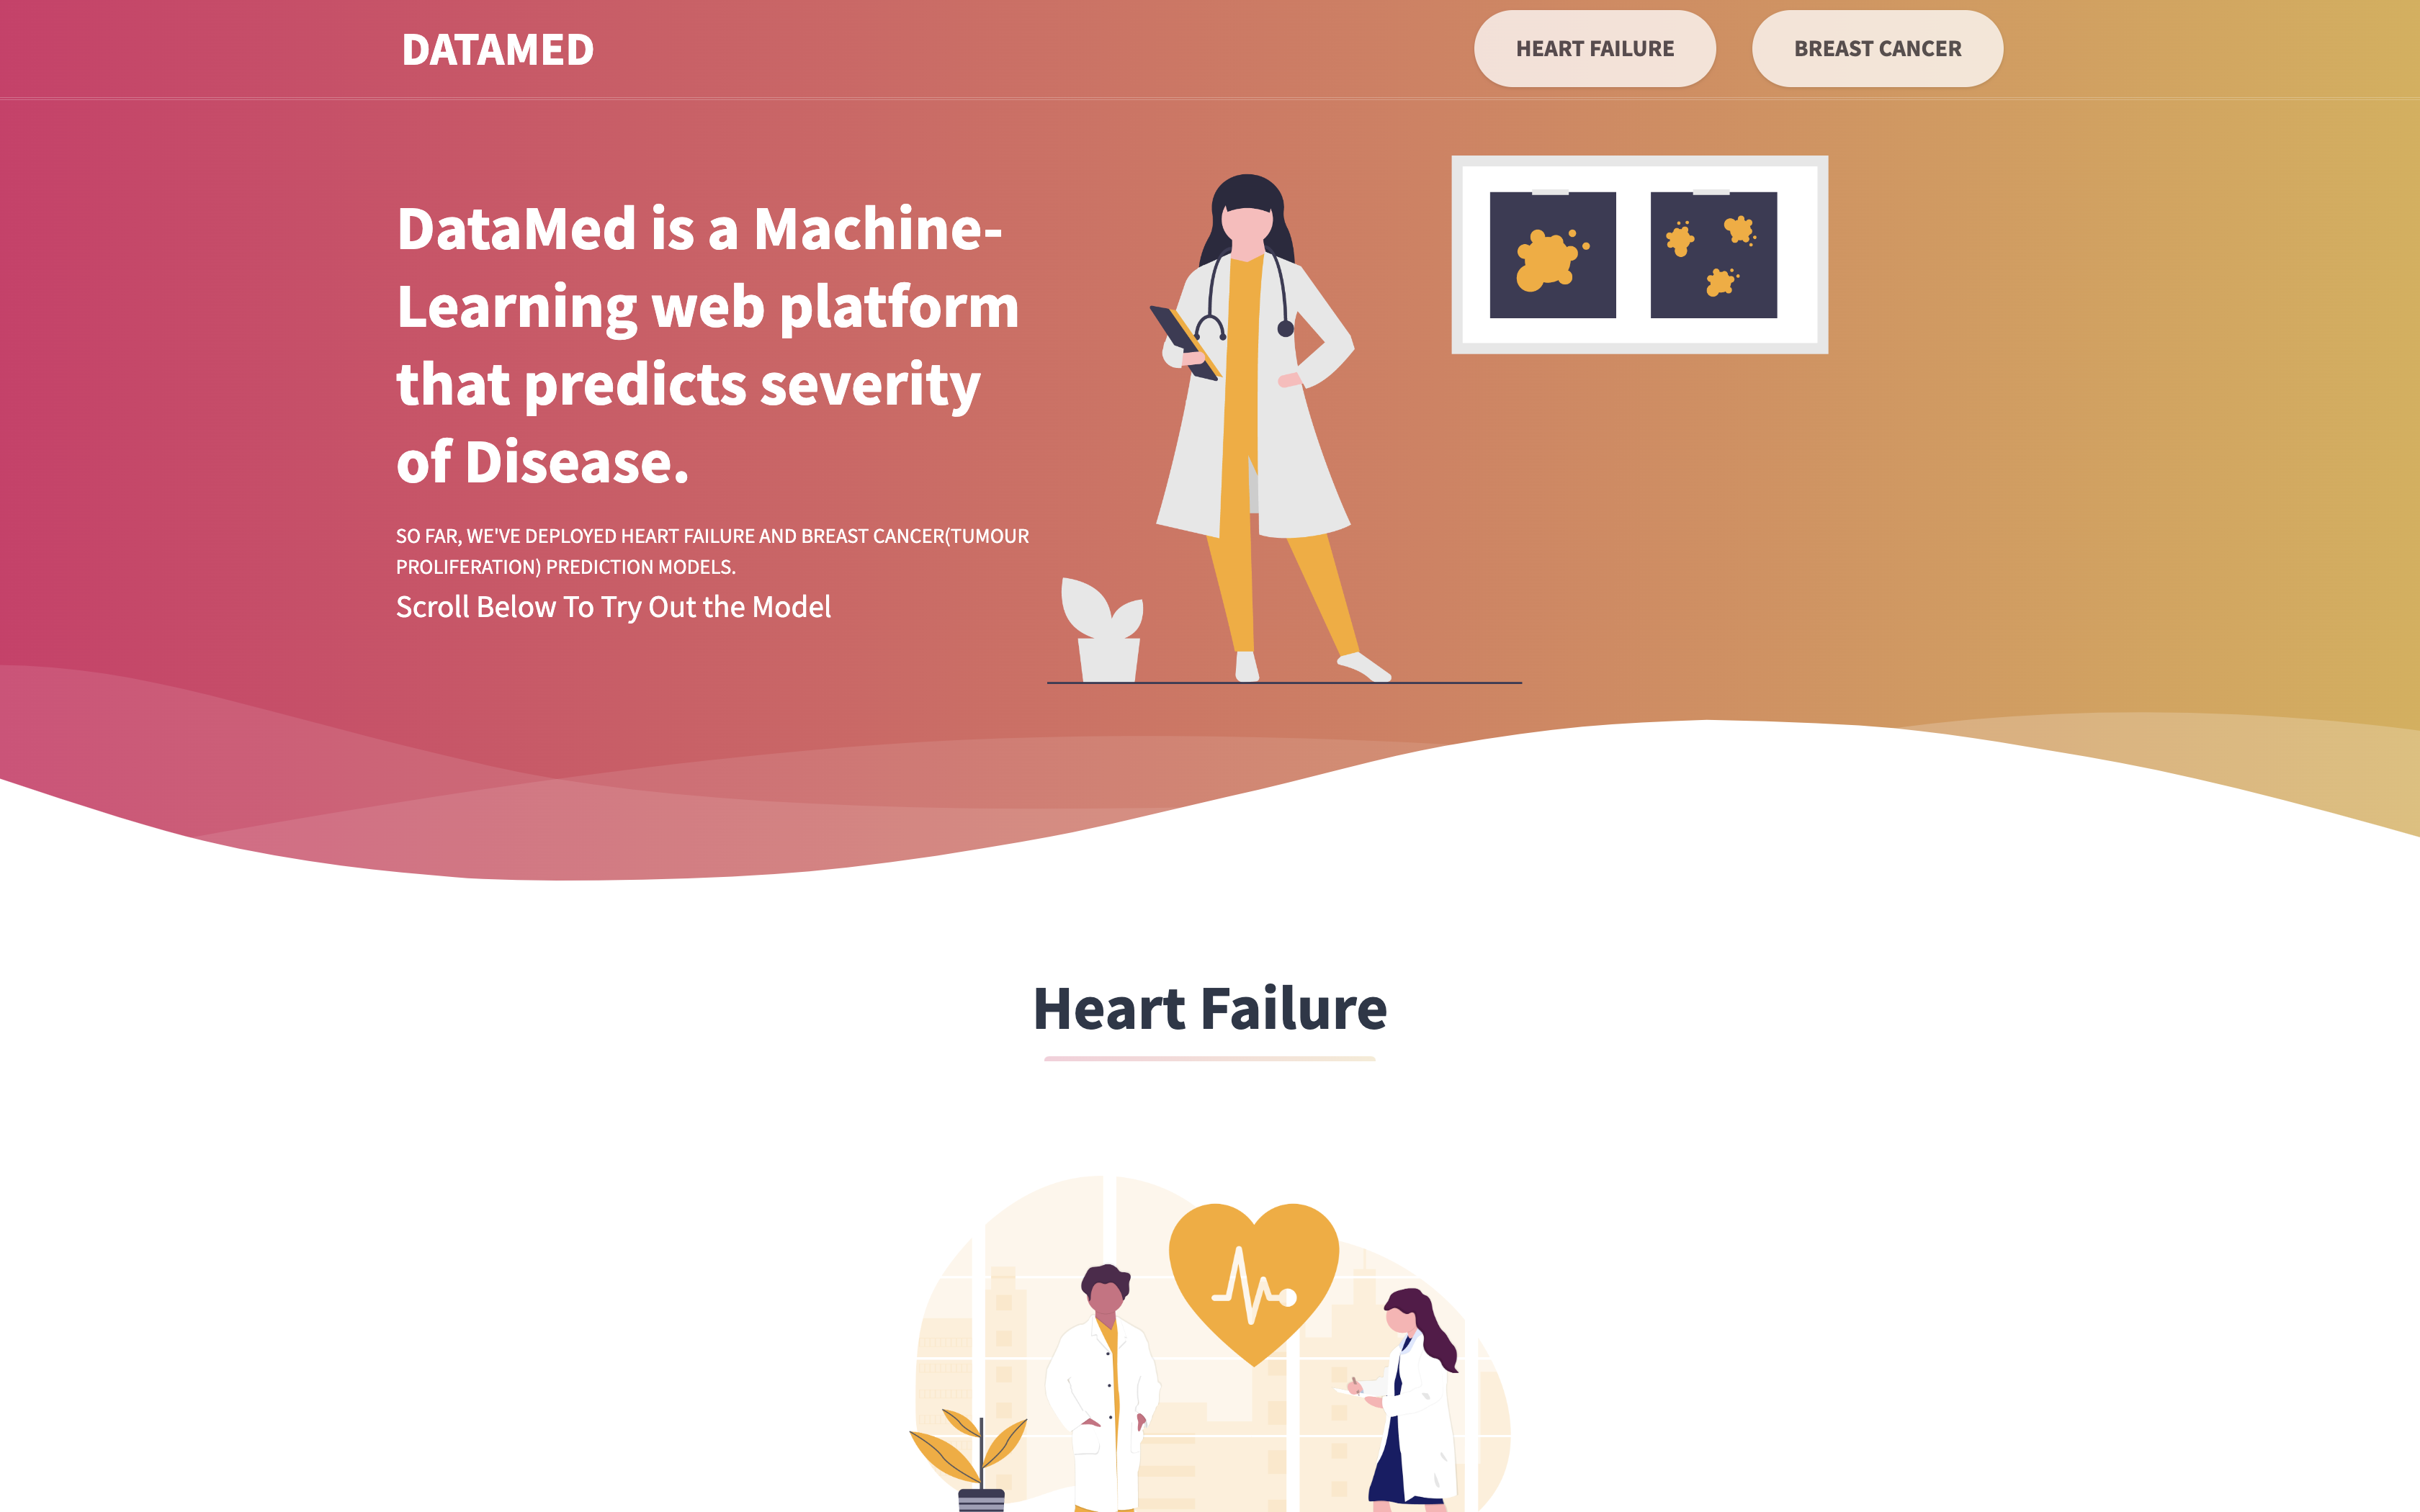 DATAMED
HEART FAILURE
BREAST CANCER
DataMed is a Machine-
Learning web platform
that predicts severity
of Disease.
SO FAR, WE'VE DEPLOYED HEART FAILURE AND BREAST CANCER(TUMOUR
PROLIFERATION) PREDICTION MODELS.
Scroll Below To Try Out the Model
Heart Failure